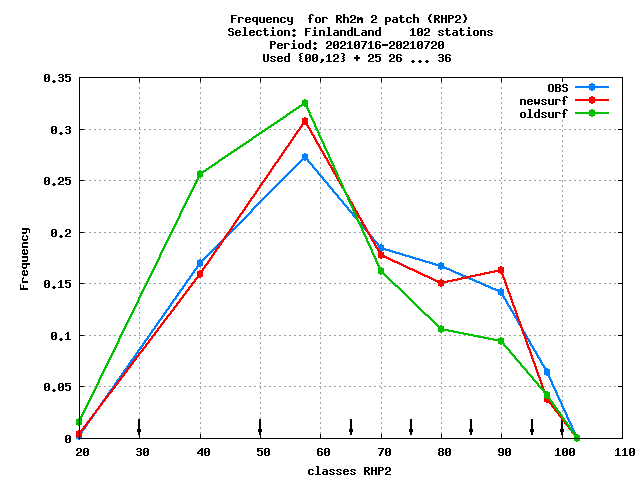 Frequency  for Rh2m 2 patch (RHP2)
Selection: FinlandLand    102 stations
Period: 20210716-20210720
Used {00,12} + 25 26 ... 36
0.35
0.3
0.25
0.2
0.15
0.1
0.05
0
Frequency
OBS
newsurf
oldsurf
20 30 40 50 60 70 80 90 100 110
classes RHP2